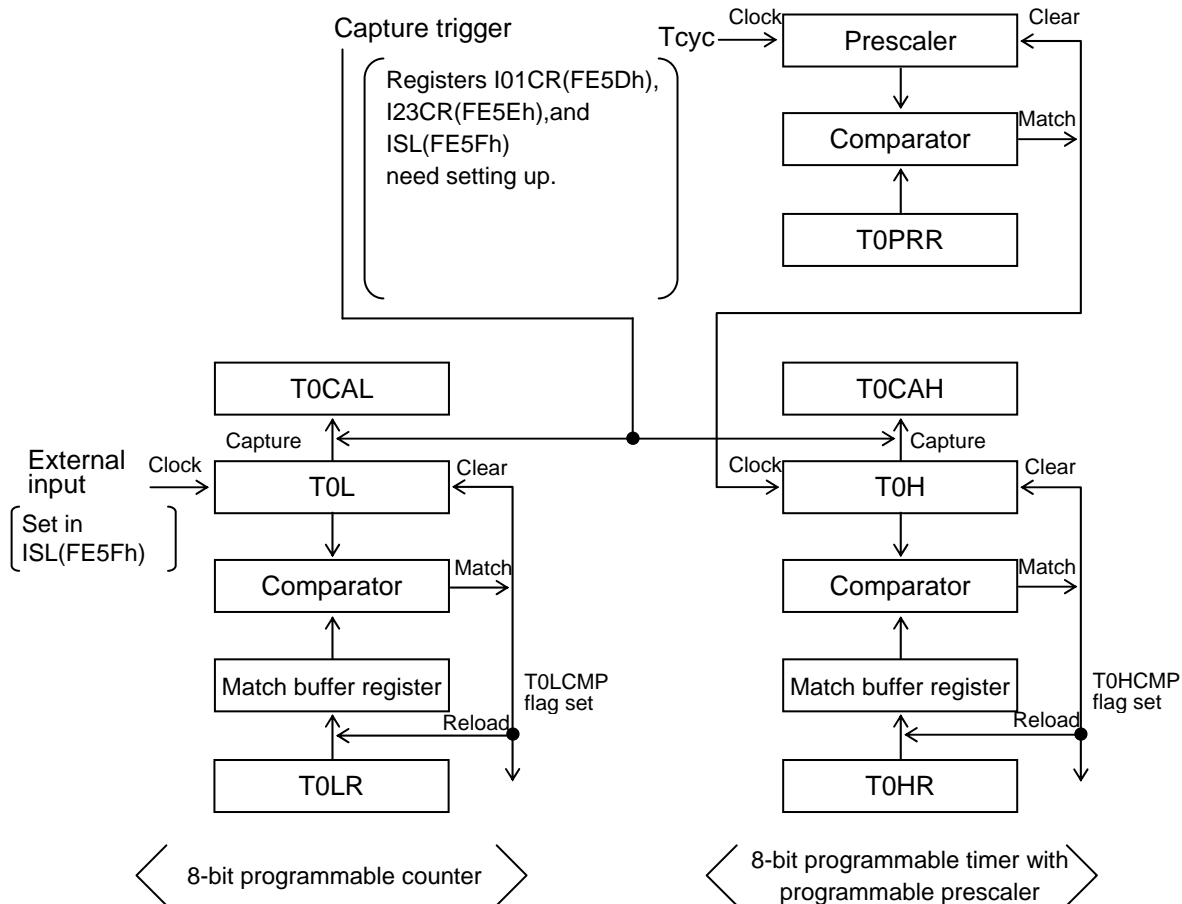 Capture trigger
Registers I01CR(FE5Dh),
I23CR(FE5Eh),and
ISL(FE5Fh)
need setting up.
Tcyc
Clock
Prescaler
Clear
Comparator
Match
T0PRR
T0CAL
Capture
External
input
Clock
Set in
ISL(FE5Fh)
T0L
Clear
Comparator
Match
Match buffer register
T0LCMP
flag set
Reload
T0LR
8-bit programmable counter
T0CAH
Capture
Clock
T0H
Clear
Comparator
Match
Match buffer register
T0HCMP
flag set
Reload
T0HR
8-bit programmable timer with
programmable prescaler